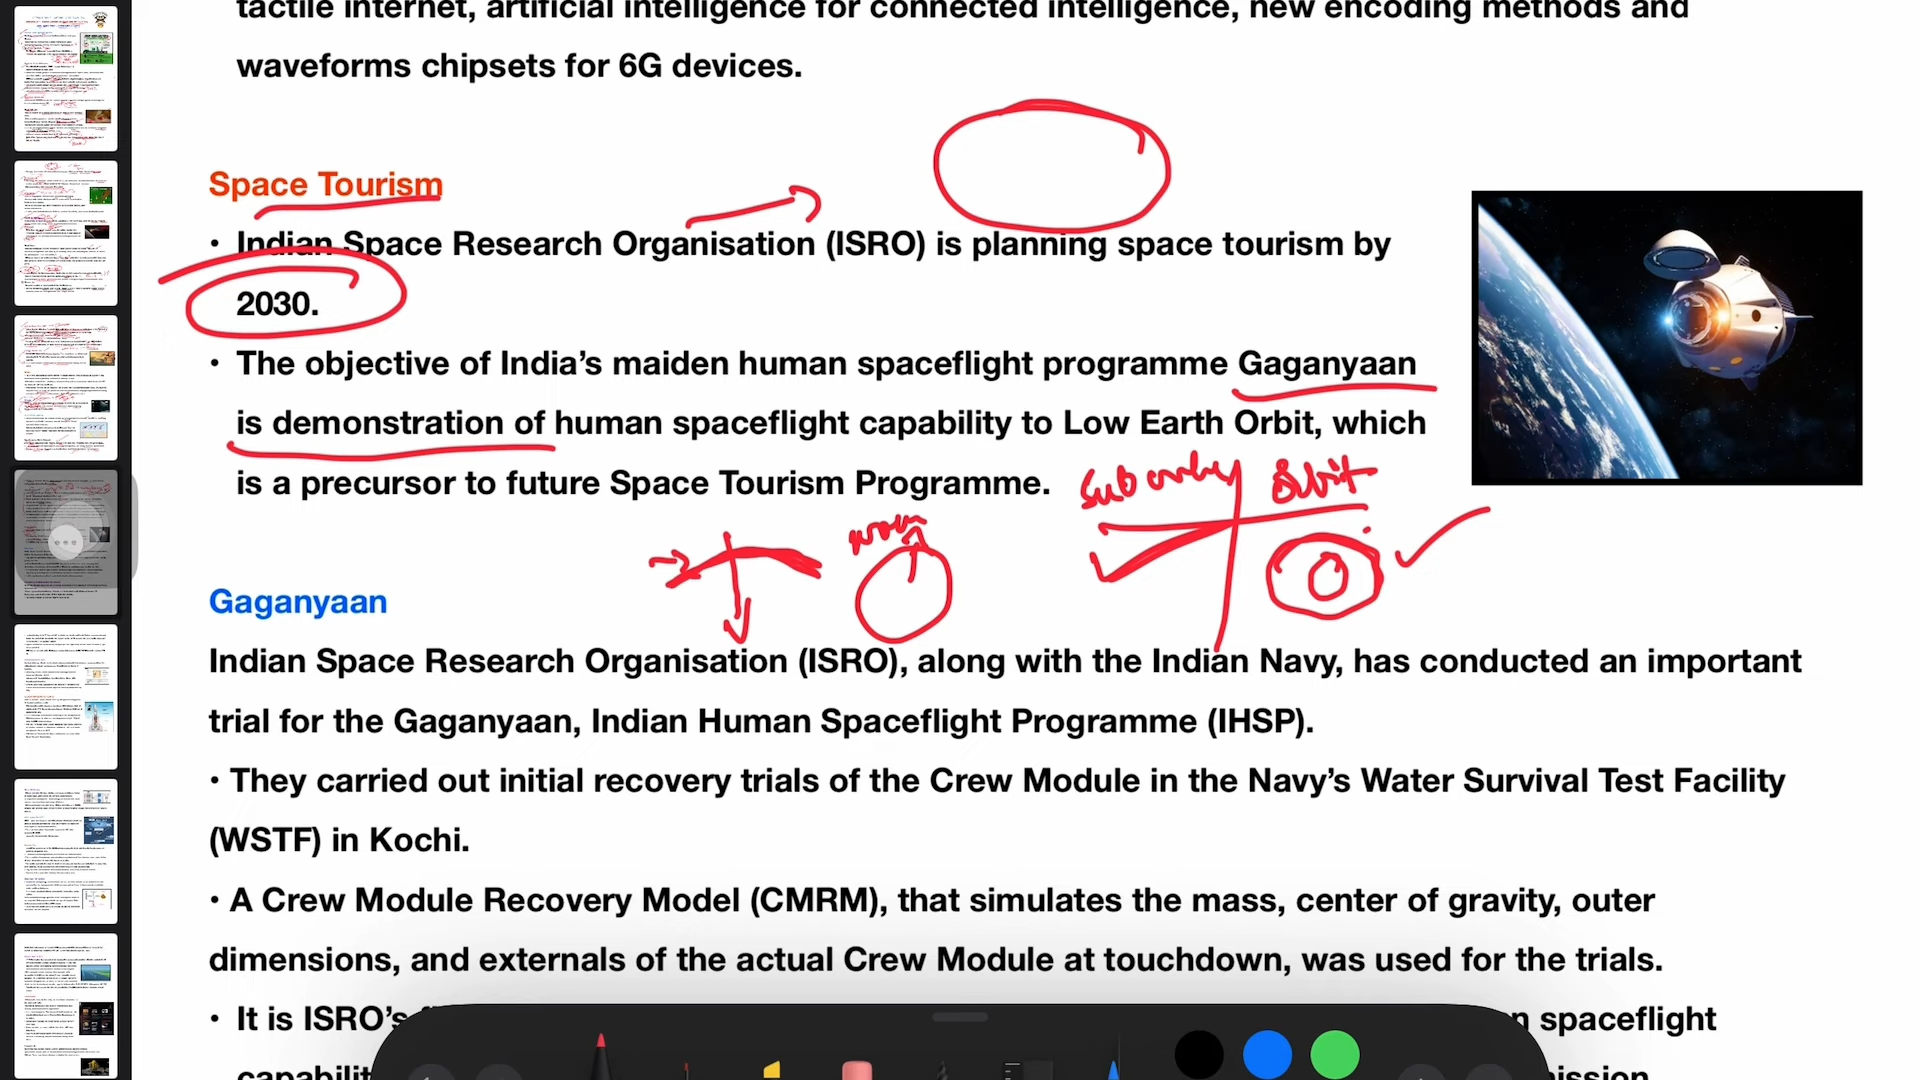 tactile internet, artificial intelligence for connected intelligence, new encoding methods and
waveforms chipsets for 6G devices.
Space Tourism
• Indian Space Research Organisation (ISRO) is planning space tourism by
2030.
• The objective of India’s maiden human spaceflight programme Gaganyaan
is demonstration of human spaceflight capability to Low Earth Orbit, which
is a precursor to future Space Tourism Programme.
Orbit
Gaganyaan
Indian Space Research Organisation (ISRO), along with the Indian Navy, has conducted an important
trial for the Gaganyaan, Indian Human Spaceflight Programme (IHSP).
• They carried out initial recovery trials of the Crew Module in the Navy’s Water Survival Test Facility
(WSTF) in Kochi.
• A Crew Module Recovery Model (CMRM), that simulates the mass, center of gravity, outer
dimensions, and externals of the actual Crew Module at touchdown, was used for the trials.
• It is ISRO’s spaceflight